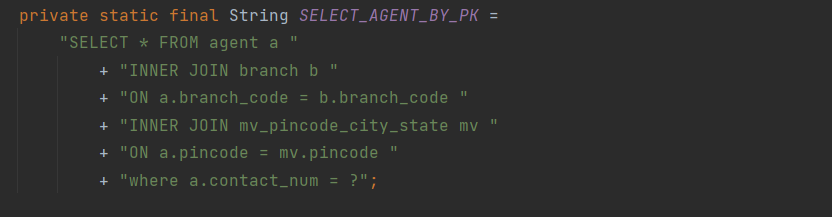 private static final String SELECT_AGENT_BY_PK =
"SELECT * FROM agent a "
+ "INNER JOIN branch b "
+ "ON a.branch_code = b.branch_code "
+ "INNER JOIN mv_pincode_city_state mv "
+ "ON a.pincode = mv.pincode "
+ "where a.contact_num = ?";